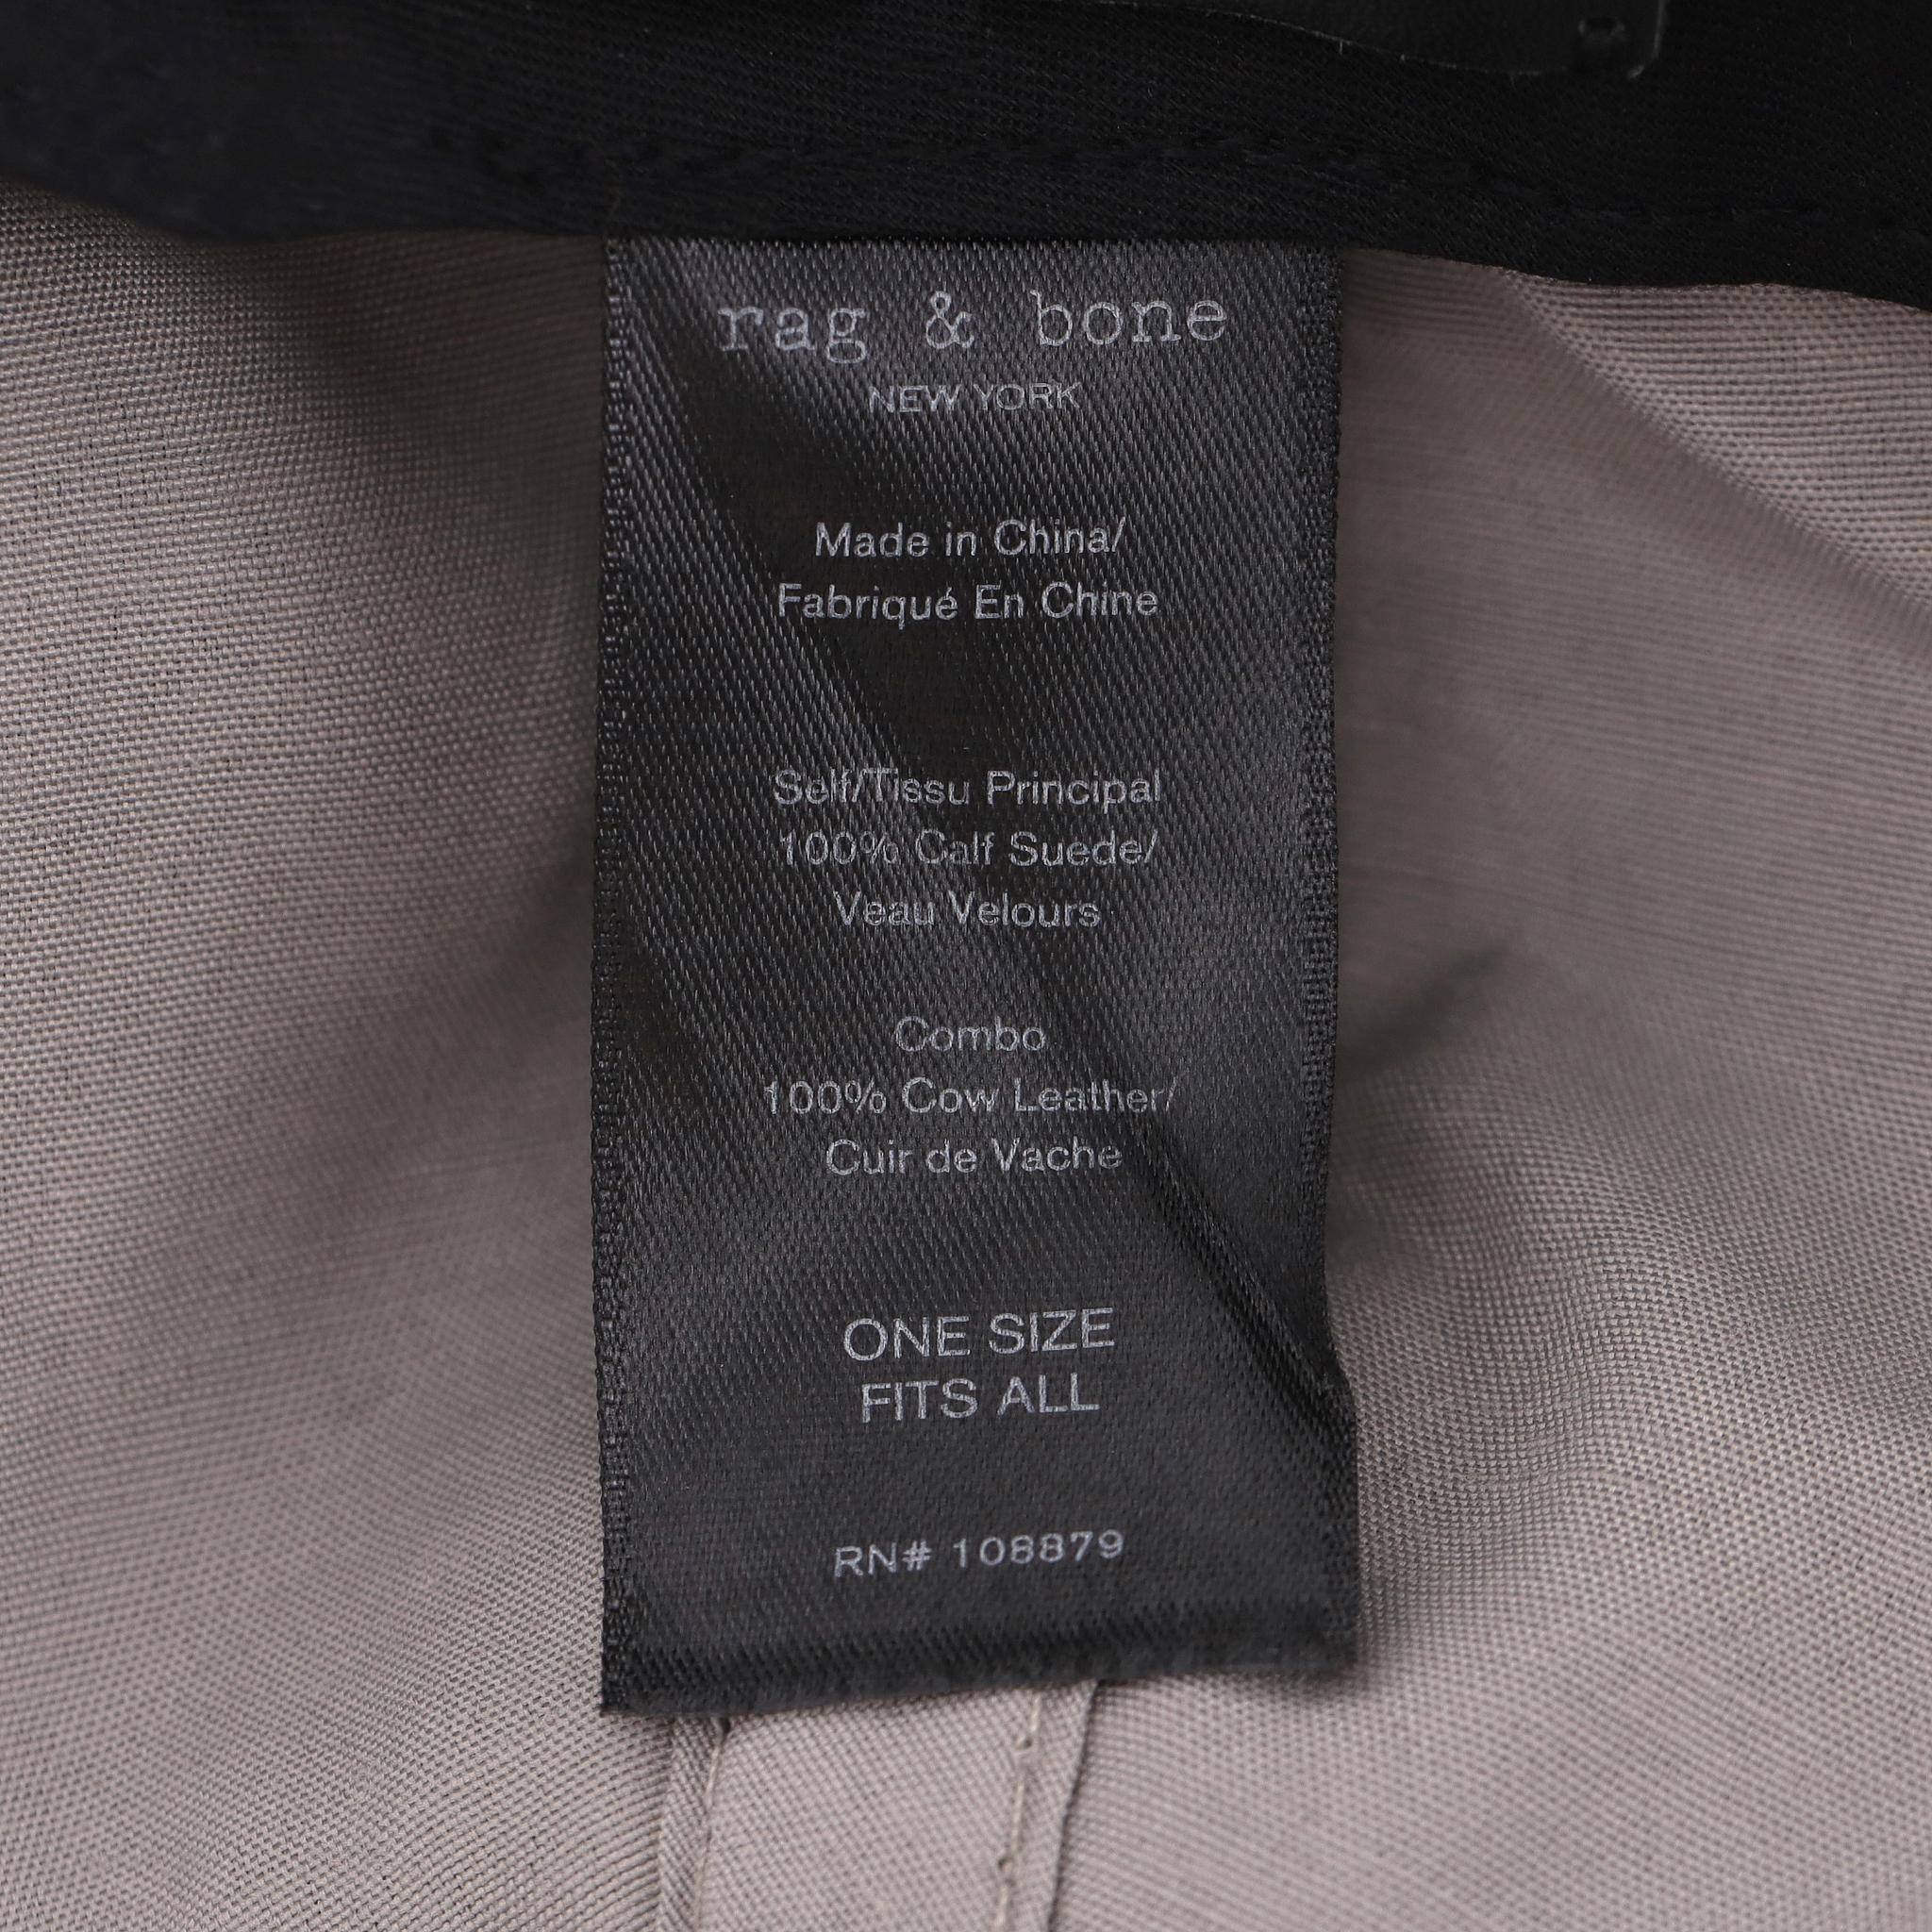 rag & bone
NEW YORK
Made in China/
Fabriqué En Chine
Self/Tissu Principal
100% Calf Suede/
Veau Velours
Combo
100% Cow Leather/
Cuir de Vache
ONE SIZE
FITS ALL
RN# 108879